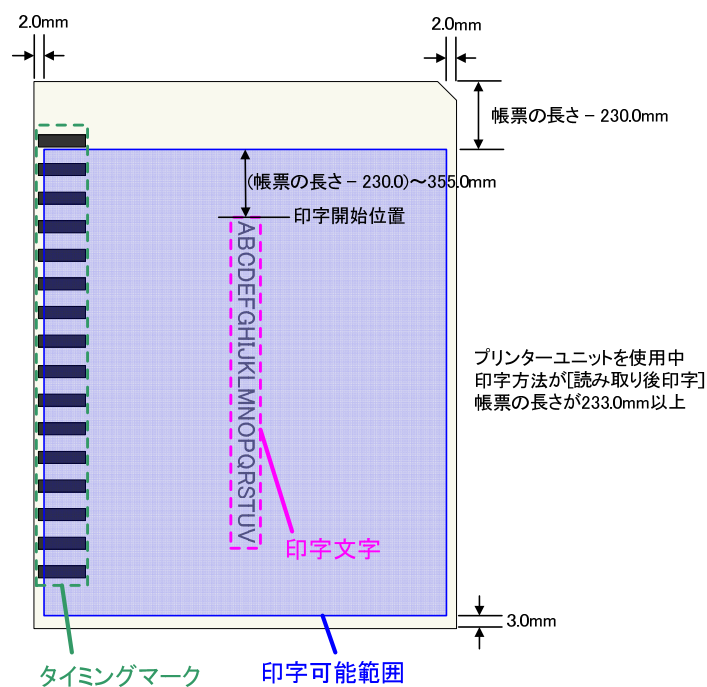 2.0mm
2.0mm
帳票の長さ－230.0mm
(帳票の長さ－230.0)～355.0mm
印字開始位置
ABCDEFGHIJKLMNOPQRSTUV
プリンターユニットを使用中
印字方法が[読み取り後印字]
帳票の長さが233.0mm以上
印字文字
3.0mm
タイミングマーク
印字可能範囲